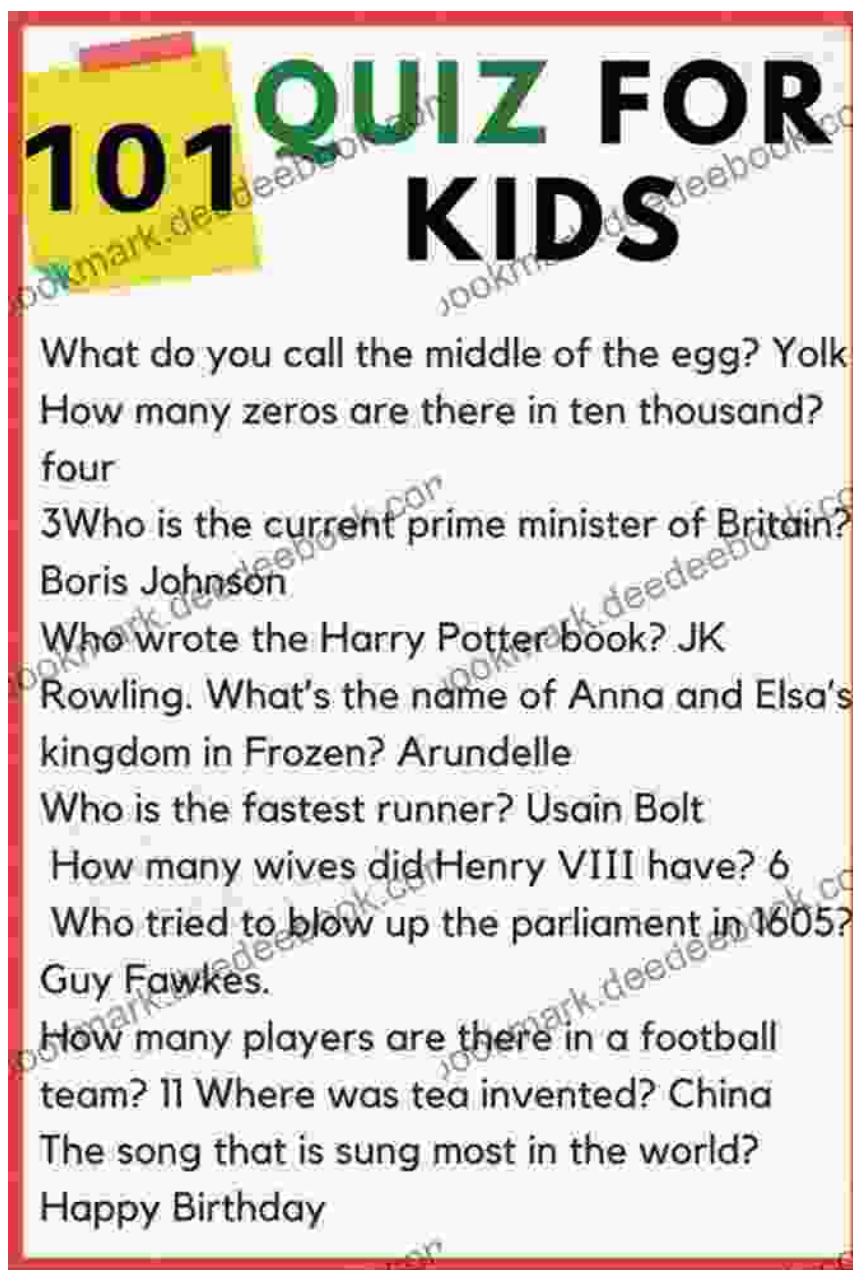 101
QUIZ FOR
KIDS
What do you call the middle of the egg? Yolk
How many zeros are there in ten thousand?
four
3Who is the current prime minister of Britain?
Boris Johnson
Who wrote the Harry Potter book? JK
Rowling. What's the name of Anna and Elsa's
kingdom in Frozen? Arundelle
Who is the fastest runner? Usain Bolt
How many wives did Henry VIII have? 6
Who tried to blow up the parliament in 1605?
Guy Fawkes.
How many players are there in a football
team? 11 Where was tea invented? China
The song that is sung most in the world?
Happy Birthday